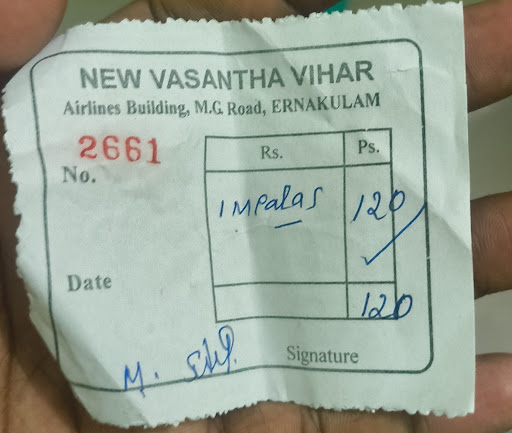 NEW VASANTHA VIHAR
Airlines Building, M.G. Road, ERNAKULAM
2661
No.
Rs. Ps.
IMPalas 120
Date
120
M.
Signature